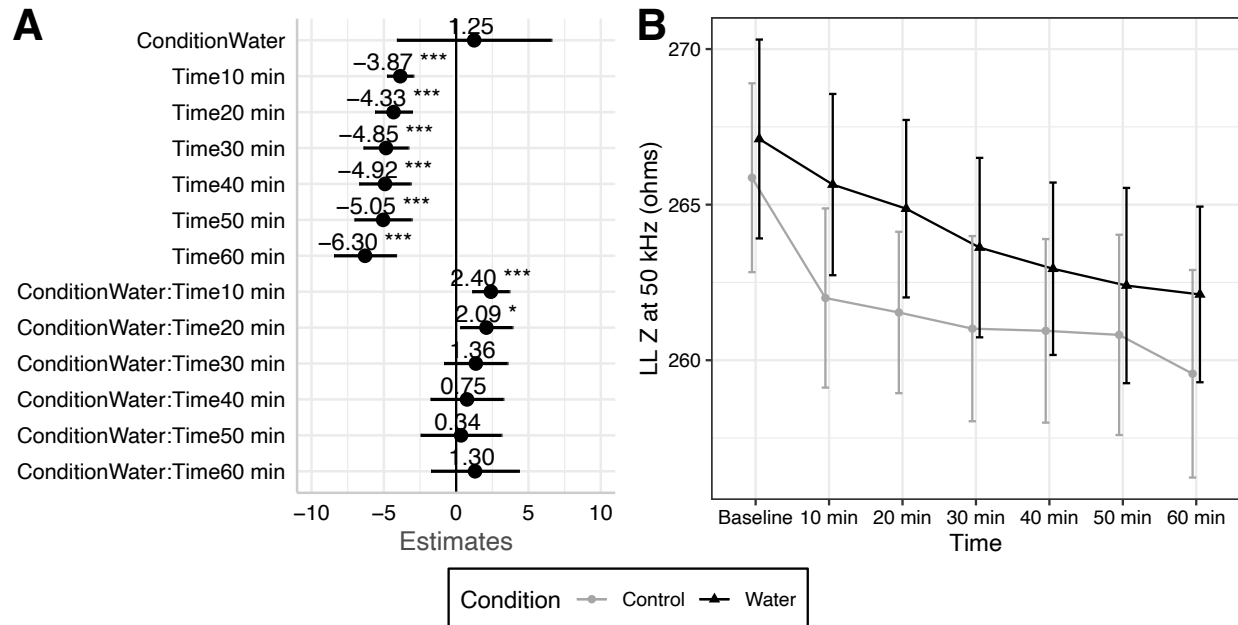 A
ConditionWater 1.25
Time10 min −3.87 ***
Time20 min −4.33 ***
Time30 min −4.85 ***
Time40 min −4.92 ***
Time50 min −5.05 ***
Time60 min −6.30 ***
ConditionWater:Time10 min 2.40 ***
ConditionWater:Time20 min 2.09 *
ConditionWater:Time30 min 1.36
ConditionWater:Time40 min 0.75
ConditionWater:Time50 min 0.34
ConditionWater:Time60 min 1.30
−10 −5 0 5 10
Estimates
B
LL Z at 50 kHz (ohms)
270
265
260
Baseline 10 min 20 min 30 min 40 min 50 min 60 min
Time
Condition Control Water